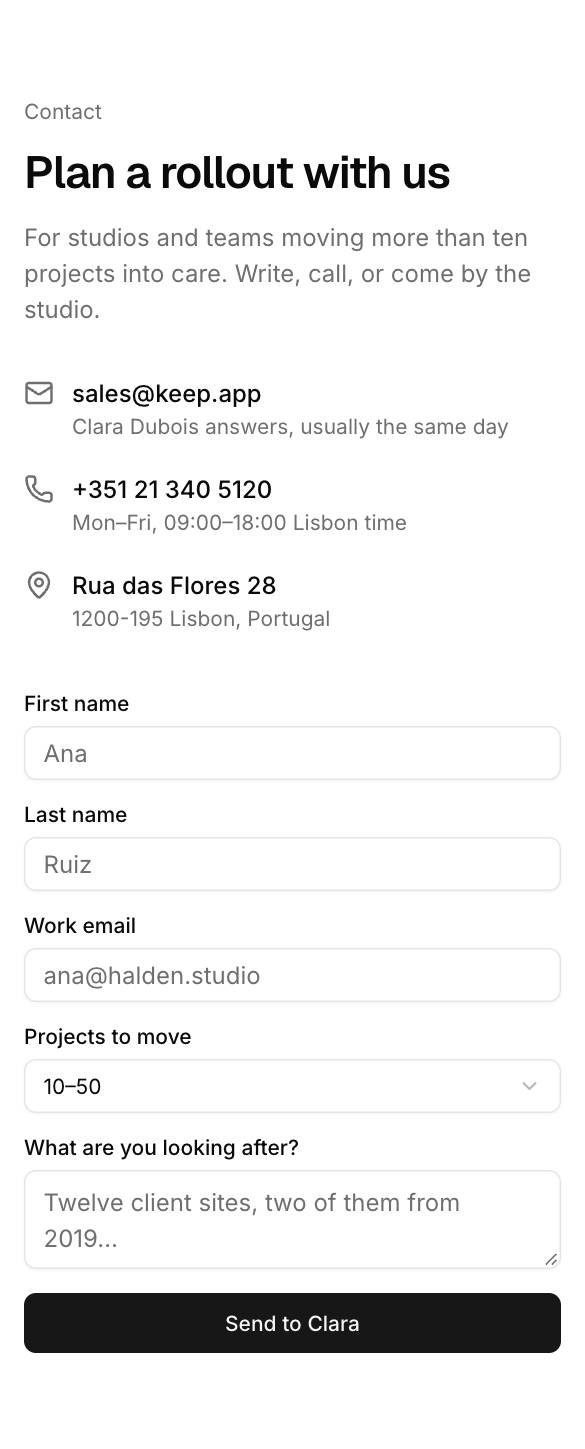 Contact
Plan a rollout with us
For studios and teams moving more than ten
projects into care. Write, call, or come by the
studio.
sales@keep.app
Clara Dubois answers, usually the same day
+351 21 340 5120
Mon–Fri, 09:00–18:00 Lisbon time
Rua das Flores 28
1200-195 Lisbon, Portugal
First name
Ana
Last name
Ruiz
Work email
ana@halden.studio
Projects to move
10–50
What are you looking after?
Twelve client sites, two of them from
2019…
Send to Clara